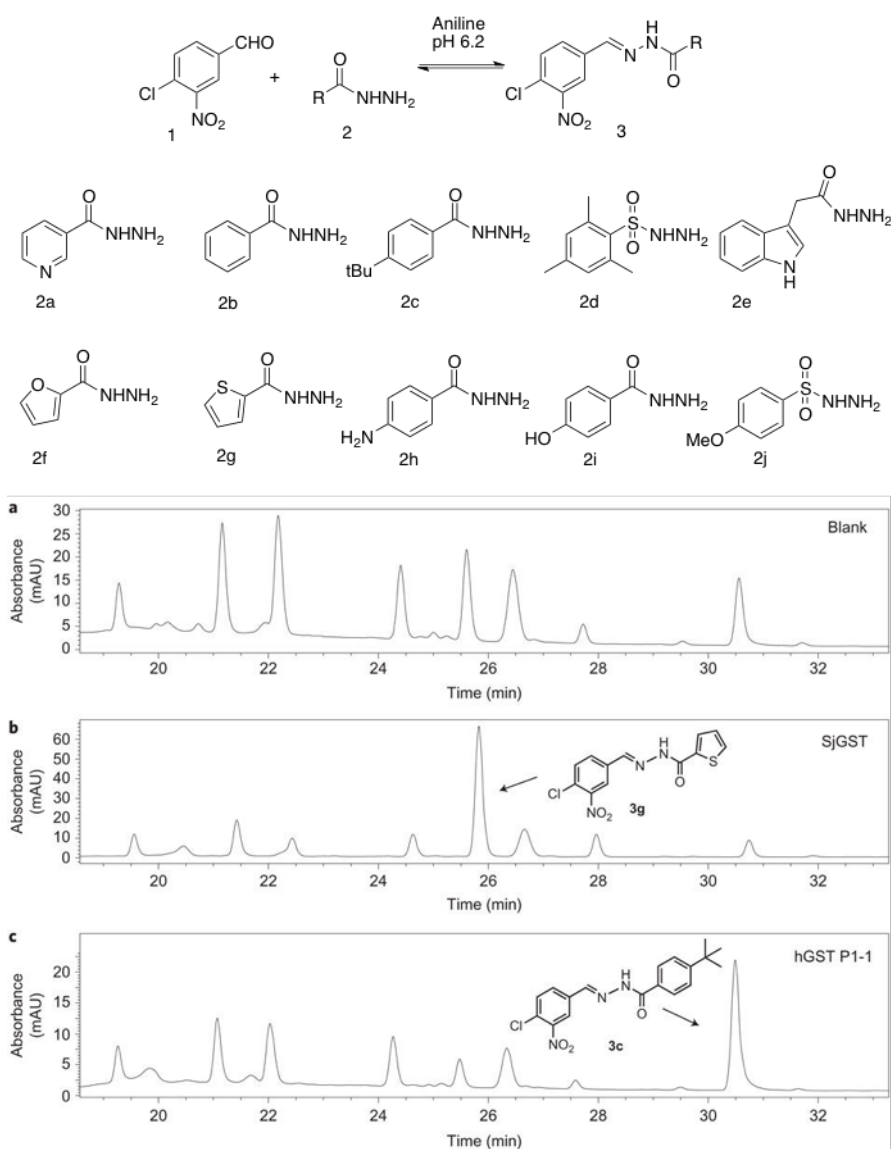 Aniline
pH 6.2
CHO
Cl
NO2
1
+
O
R
NHNH2
2
N
H
N
R
O
Cl
NO2
3
O
NHNH2
N
2a
O
NHNH2
2b
O
NHNH2
tBu
2c
O
S
O
NHNH2
2d
O
NHNH2
N
H
2e
O
O
NHNH2
2f
O
S
NHNH2
2g
O
NHNH2
H2N
2h
O
NHNH2
HO
2i
O
S
O
NHNH2
MeO
2j
a
Blank
Absorbance
(mAU)
30
25
20
15
10
5
0
20 22 24 26 28 30 32
Time (min)
b
SjGST
Absorbance
(mAU)
60
50
40
30
20
10
0
H
N
N
S
O
Cl
NO2
3g
20 22 24 26 28 30 32
Time (min)
c
hGST P1-1
Absorbance
(mAU)
20
15
10
5
0
H
N
N
O
Cl
NO2
3c
20 22 24 26 28 30 32
Time (min)